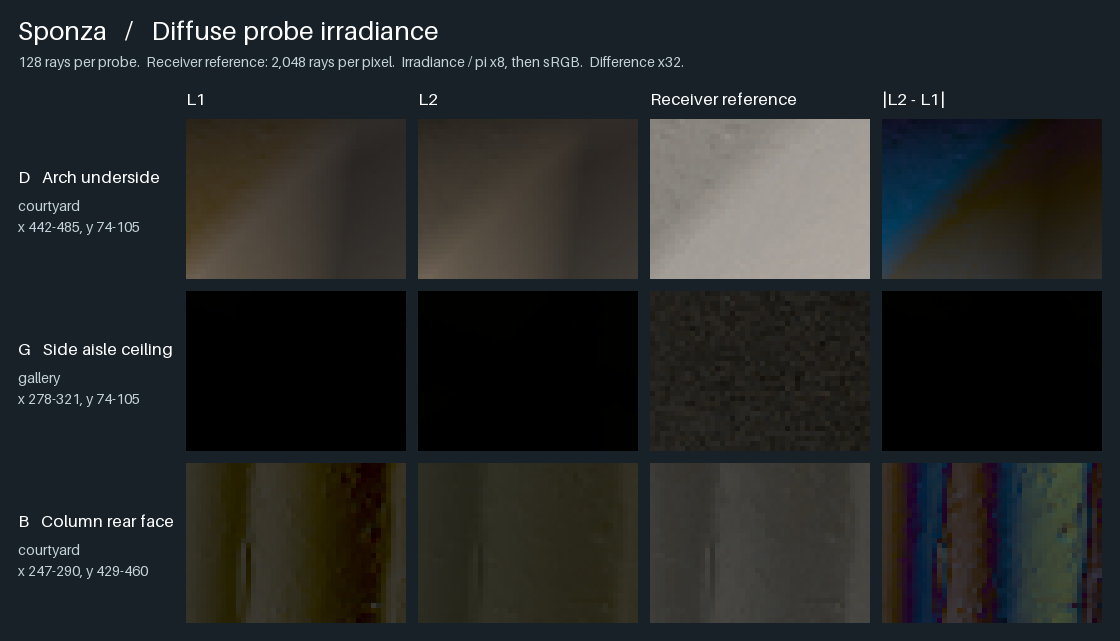 Sponza / Diffuse probe irradiance
128 rays per probe. Receiver reference: 2,048 rays per pixel. Irradiance / pi x8, then sRGB. Difference x32.
L1 L2 Receiver reference |L2 - L1|
D Arch underside
courtyard
x 442-485, y 74-105
G Side aisle ceiling
gallery
x 278-321, y 74-105
B Column rear face
courtyard
x 247-290, y 429-460